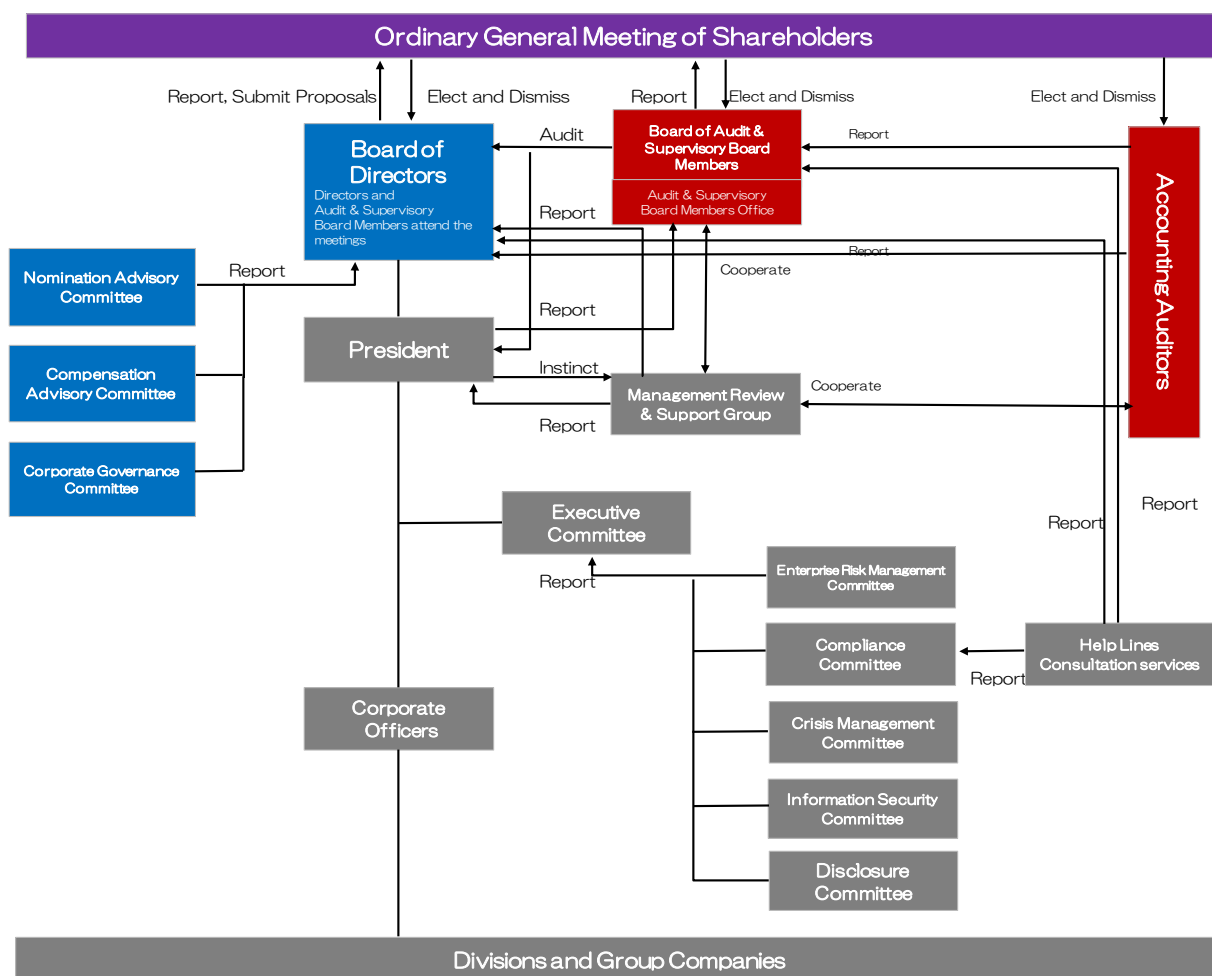 Ordinary General Meeting of Shareholders
Report, Submit Proposals
Elect and Dismiss
Report
Elect and Dismiss
Elect and Dismiss
Board of
Directors
Directors and
Audit & Supervisory
Board Members attend the
meetings
Audit
Board of Audit &
Supervisory Board
Members
Audit & Supervisory
Board Members Office
Report
Accounting Auditors
Report
Report
Cooperate
Nomination Advisory
Committee
Report
Compensation
Advisory Committee
Corporate Governance
Committee
President
Report
Instinct
Report
Management Review
& Support Group
Cooperate
Report
Report
Executive
Committee
Report
Enterprise Risk Management
Committee
Compliance
Committee
Report
Help Lines
Consultation services
Crisis Management
Committee
Information Security
Committee
Disclosure
Committee
Corporate
Officers
Divisions and Group Companies